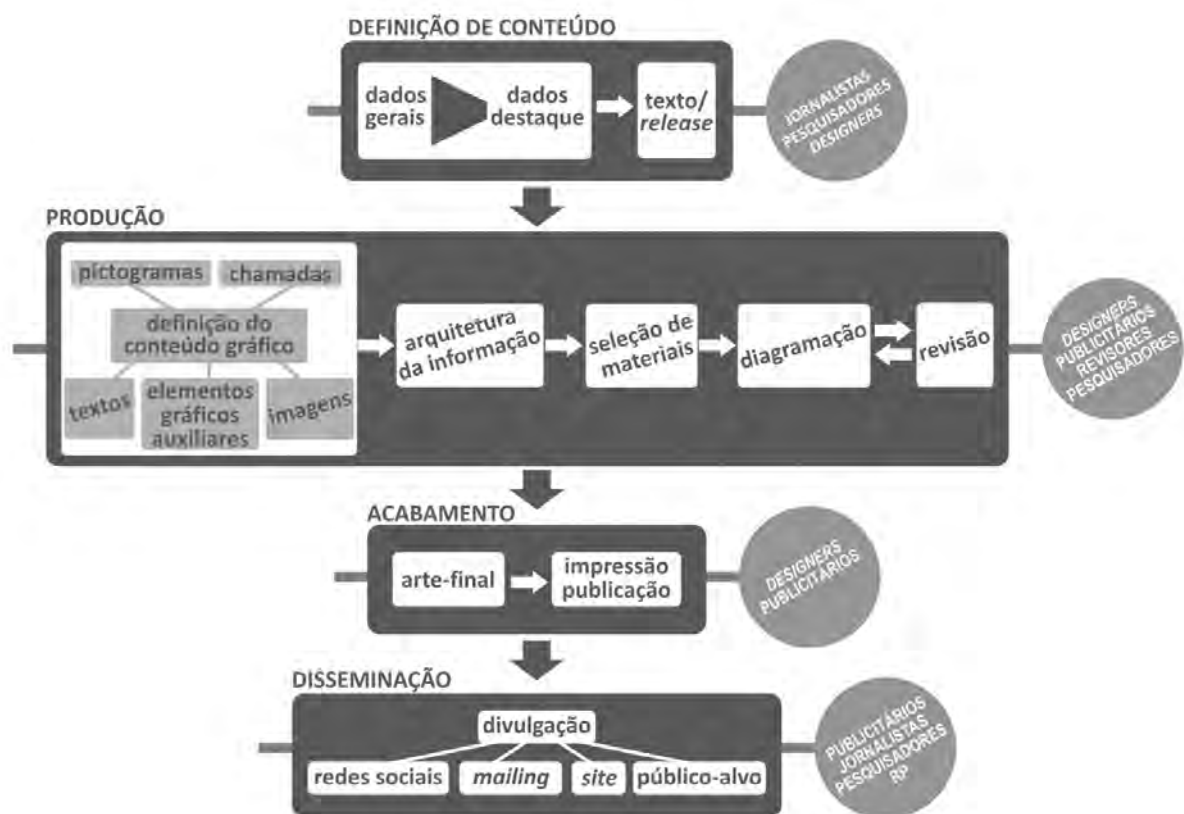 DEFINIÇÃO DE CONTEÚDO
dados
gerais
dados
destaque
texto/
release
JORNALISTAS
PESQUISADORES
DESIGNERS
PRODUÇÃO
pictogramas
chamadas
definição do
conteúdo gráfico
textos
elementos
gráficos
auxiliares
imagens
arquitetura
da informação
seleção de
materiais
diagramação
revisão
DESIGNERS
PUBLICITÁRIOS
REVISORES
PESQUISADORES
ACABAMENTO
arte-final
impressão
publicação
DESIGNERS
PUBLICITÁRIOS
DISSEMINAÇÃO
divulgação
redes sociais
mailing
site
público-alvo
PUBLICITÁRIOS
JORNALISTAS
PESQUISADORES
RP